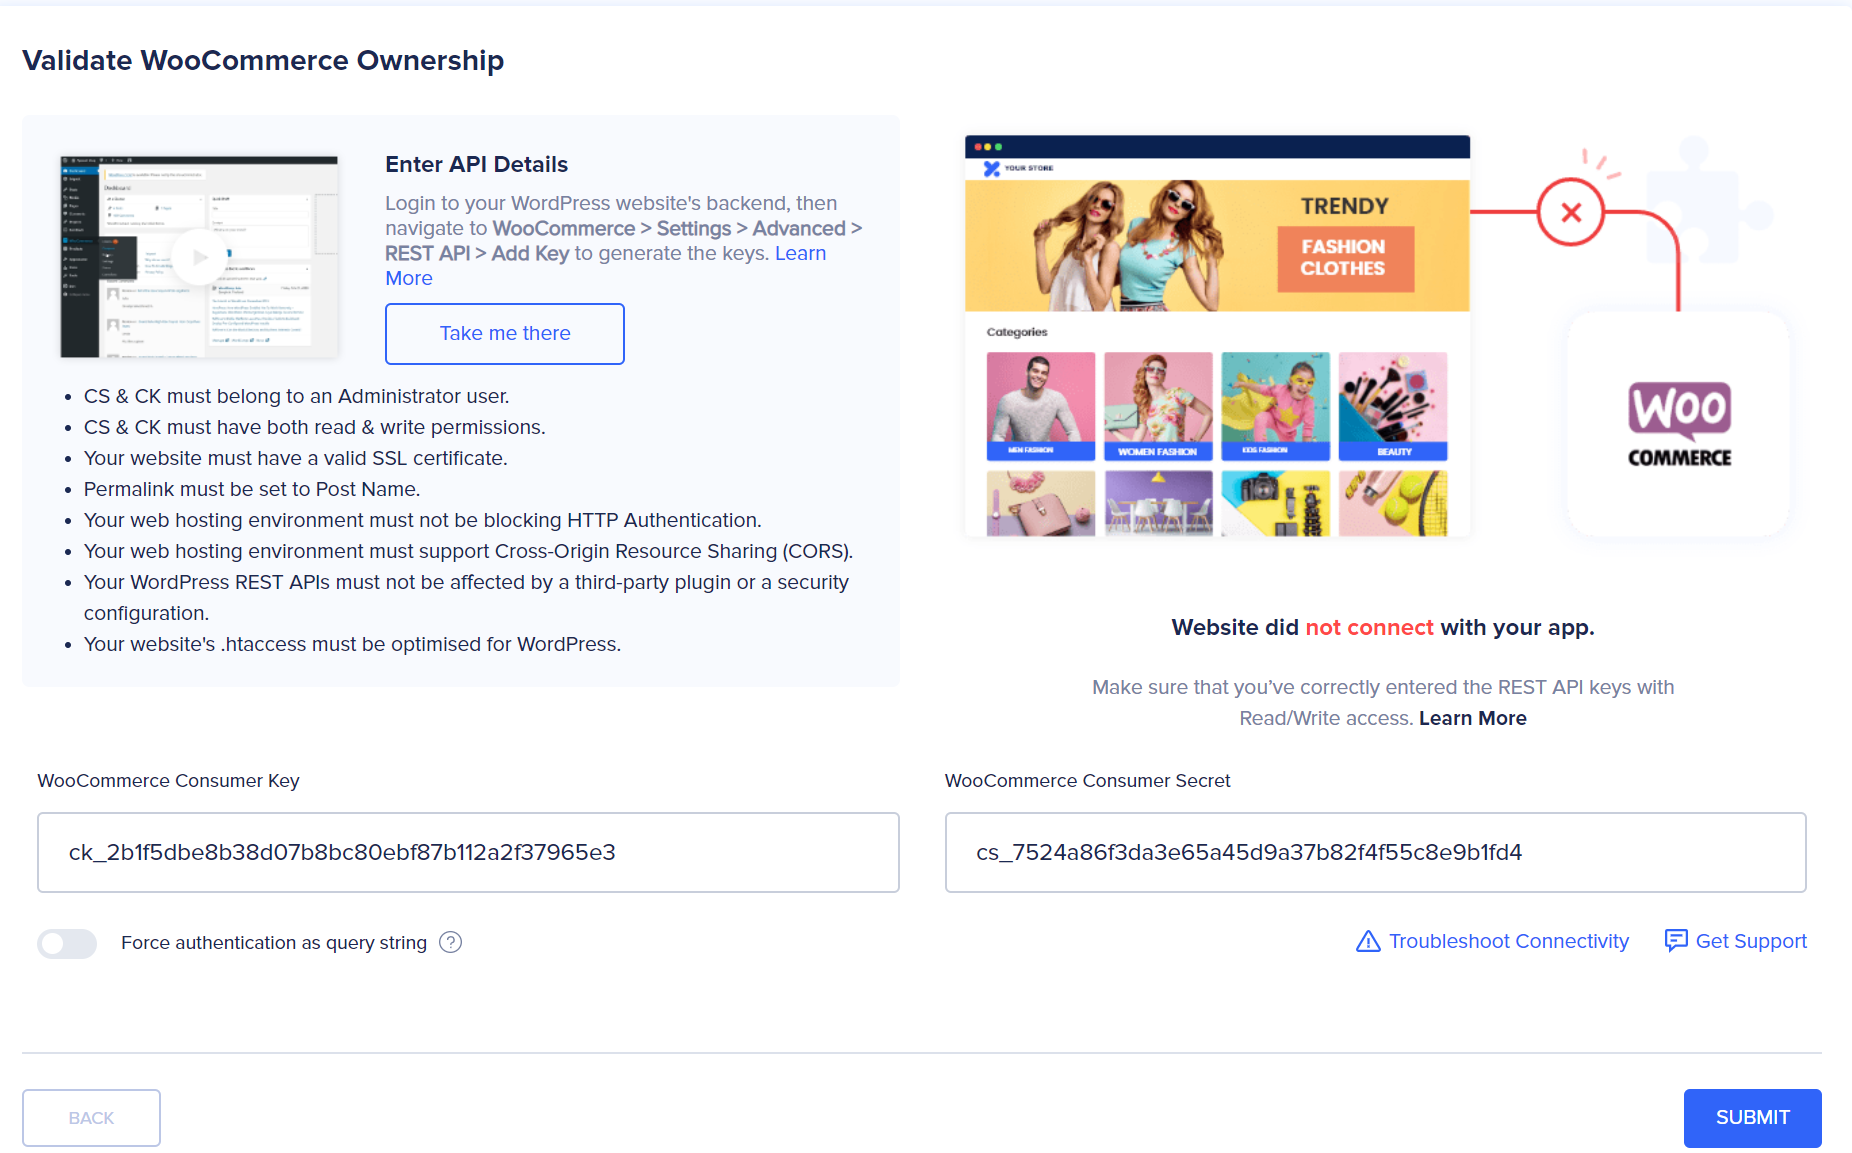 Validate WooCommerce Ownership
Enter API Details
Login to your WordPress website's backend, then
navigate to WooCommerce > Settings > Advanced >
REST API > Add Key to generate the keys. Learn
More
Take me there
• CS & CK must belong to an Administrator user.
• CS & CK must have both read & write permissions.
• Your website must have a valid SSL certificate.
• Permalink must be set to Post Name.
• Your web hosting environment must not be blocking HTTP Authentication.
• Your web hosting environment must support Cross-Origin Resource Sharing (CORS).
• Your WordPress REST APIs must not be affected by a third-party plugin or a security
configuration.
• Your website's .htaccess must be optimised for WordPress.
YOUR STORE
TRENDY
FASHION
CLOTHES
Categories
MEN FASHION
WOMEN FASHION
KIDS FASHION
BEAUTY
WOO
COMMERCE
Website did not connect with your app.
Make sure that you’ve correctly entered the REST API keys with
Read/Write access. Learn More
WooCommerce Consumer Key
ck_2b1f5dbe8b38d07b8bc80ebf87b112a2f37965e3
WooCommerce Consumer Secret
cs_7524a86f3da3e65a45d9a37b82f4f55c8e9b1fd4
Force authentication as query string ?
Troubleshoot Connectivity
Get Support
BACK
SUBMIT